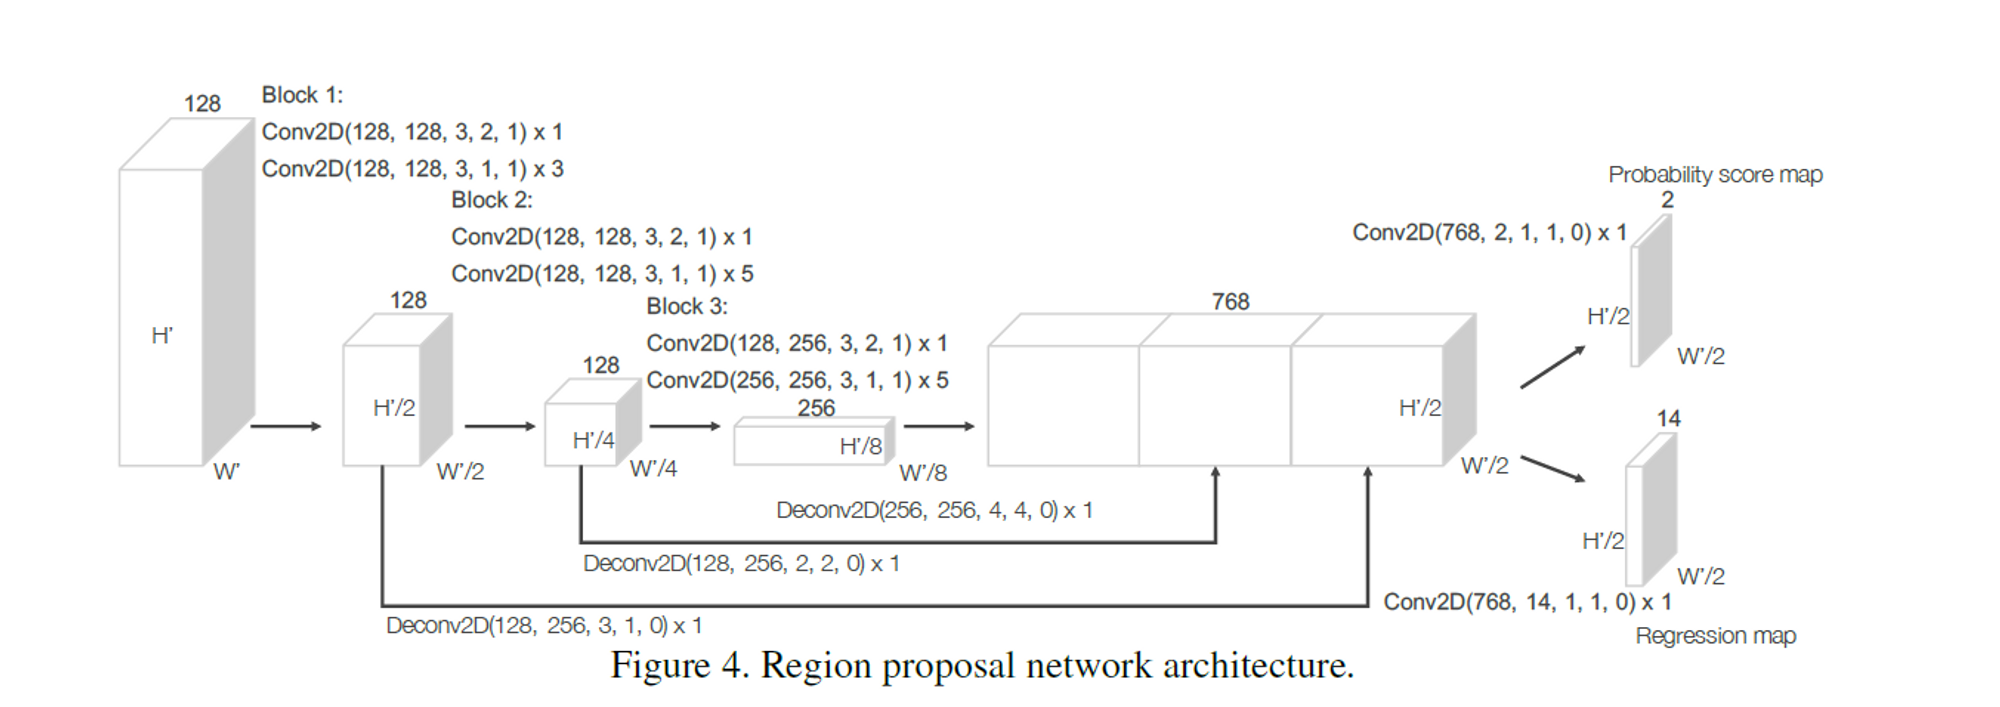 128
Block 1:
Conv2D(128, 128, 3, 2, 1) x 1
Conv2D(128, 128, 3, 1, 1) x 3
H'
W'
Block 2:
Conv2D(128, 128, 3, 2, 1) x 1
Conv2D(128, 128, 3, 1, 1) x 5
128
H'/2
W'/2
Block 3:
Conv2D(128, 256, 3, 2, 1) x 1
Conv2D(256, 256, 3, 1, 1) x 5
128
H'/4
W'/4
256
H'/8
W'/8
768
H'/2
W'/2
Deconv2D(256, 256, 4, 4, 0) x 1
Deconv2D(128, 256, 2, 2, 0) x 1
Deconv2D(128, 256, 3, 1, 0) x 1
Probability score map
2
Conv2D(768, 2, 1, 1, 0) x 1
H'/2
W'/2
14
H'/2
W'/2
Conv2D(768, 14, 1, 1, 0) x 1
Regression map
Figure 4. Region proposal network architecture.